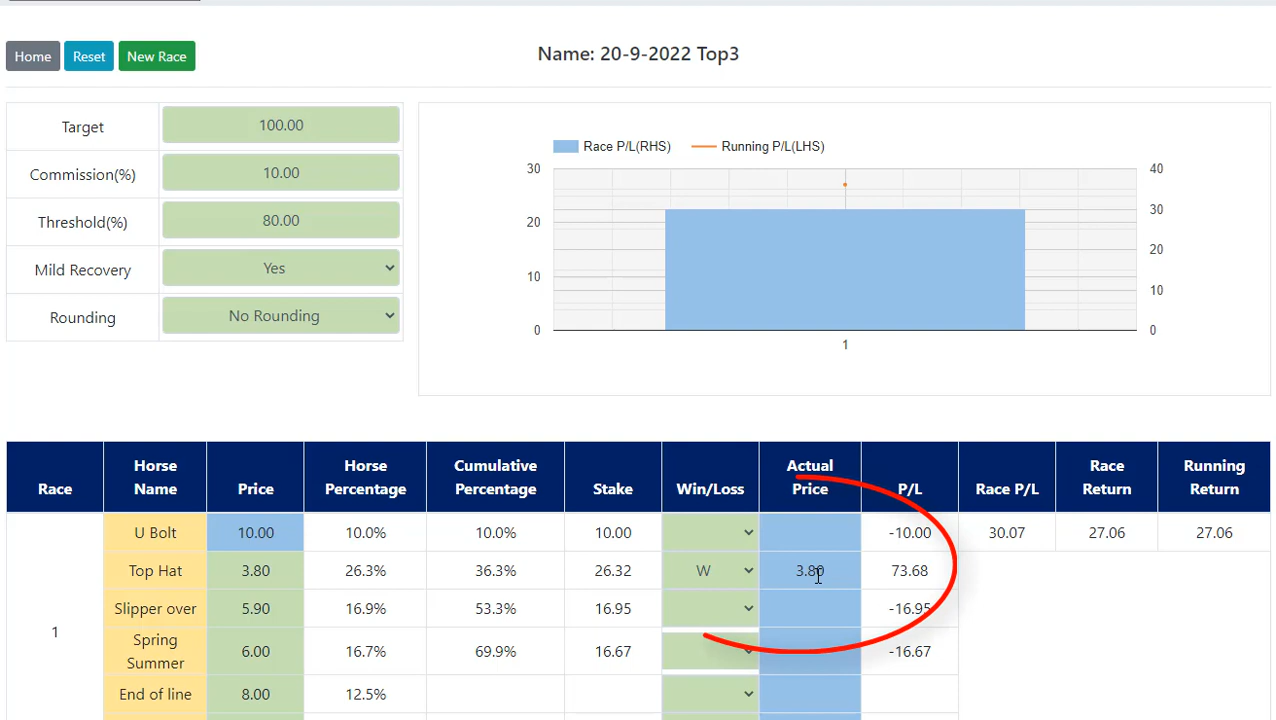 Home Reset New Race
Name: 20-9-2022 Top3
Target 100.00
Commission(%) 10.00
Threshold(%) 80.00
Mild Recovery Yes
Rounding No Rounding
Race P/L(RHS) Running P/L(LHS)
30 40
20 30
20
10 10
0 0
1
Race Horse Name Price Horse Percentage Cumulative Percentage Stake Win/Loss Actual Price P/L Race P/L Race Return Running Return
U Bolt 10.00 10.0% 10.0% 10.00 -10.00 30.07 27.06 27.06
Top Hat 3.80 26.3% 36.3% 26.32 W 3.80 73.68
Slipper over 5.90 16.9% 53.3% 16.95 -16.95
1
Spring Summer 6.00 16.7% 69.9% 16.67 -16.67
End of line 8.00 12.5%